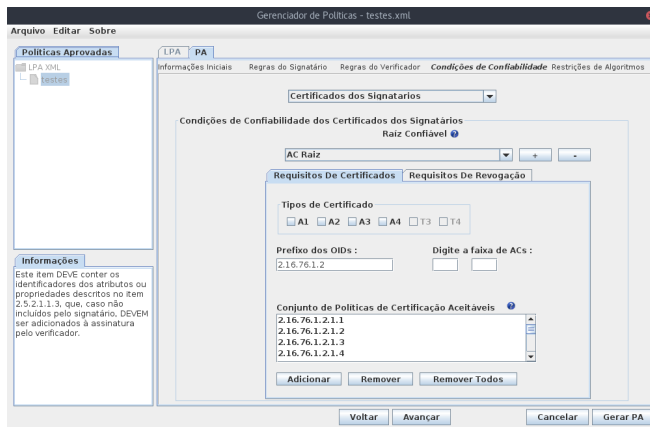 Gerenciador de Políticas - testes.xml
Arquivo Editar Sobre
Políticas Aprovadas
LPA XML
testes
LPA PA
Informações Iniciais Regras do Signatário Regras do Verificador Condições de Confiabilidade Restrições de Algoritmos
Certificados dos Signatarios
Condições de Confiabilidade dos Certificados dos Signatários
Raíz Confiável
AC Raiz + -
Requisitos De Certificados Requisitos De Revogação
Tipos de Certificado
A1 A2 A3 A4 T3 T4
Prefixo dos OIDs : Digite a faixa de ACs :
2.16.76.1.2
Conjunto de Políticas de Certificação Aceitáveis
2.16.76.1.2.1.1
2.16.76.1.2.1.2
2.16.76.1.2.1.3
2.16.76.1.2.1.4
Adicionar Remover Remover Todos
Informações
Este item DEVE conter os
identificadores dos atributos ou
propriedades descritos no item
2.5.2.1.1.3, que, caso não
incluídos pelo signatário, DEVEM
ser adicionados à assinatura
pelo verificador.
Voltar Avançar Cancelar Gerar PA